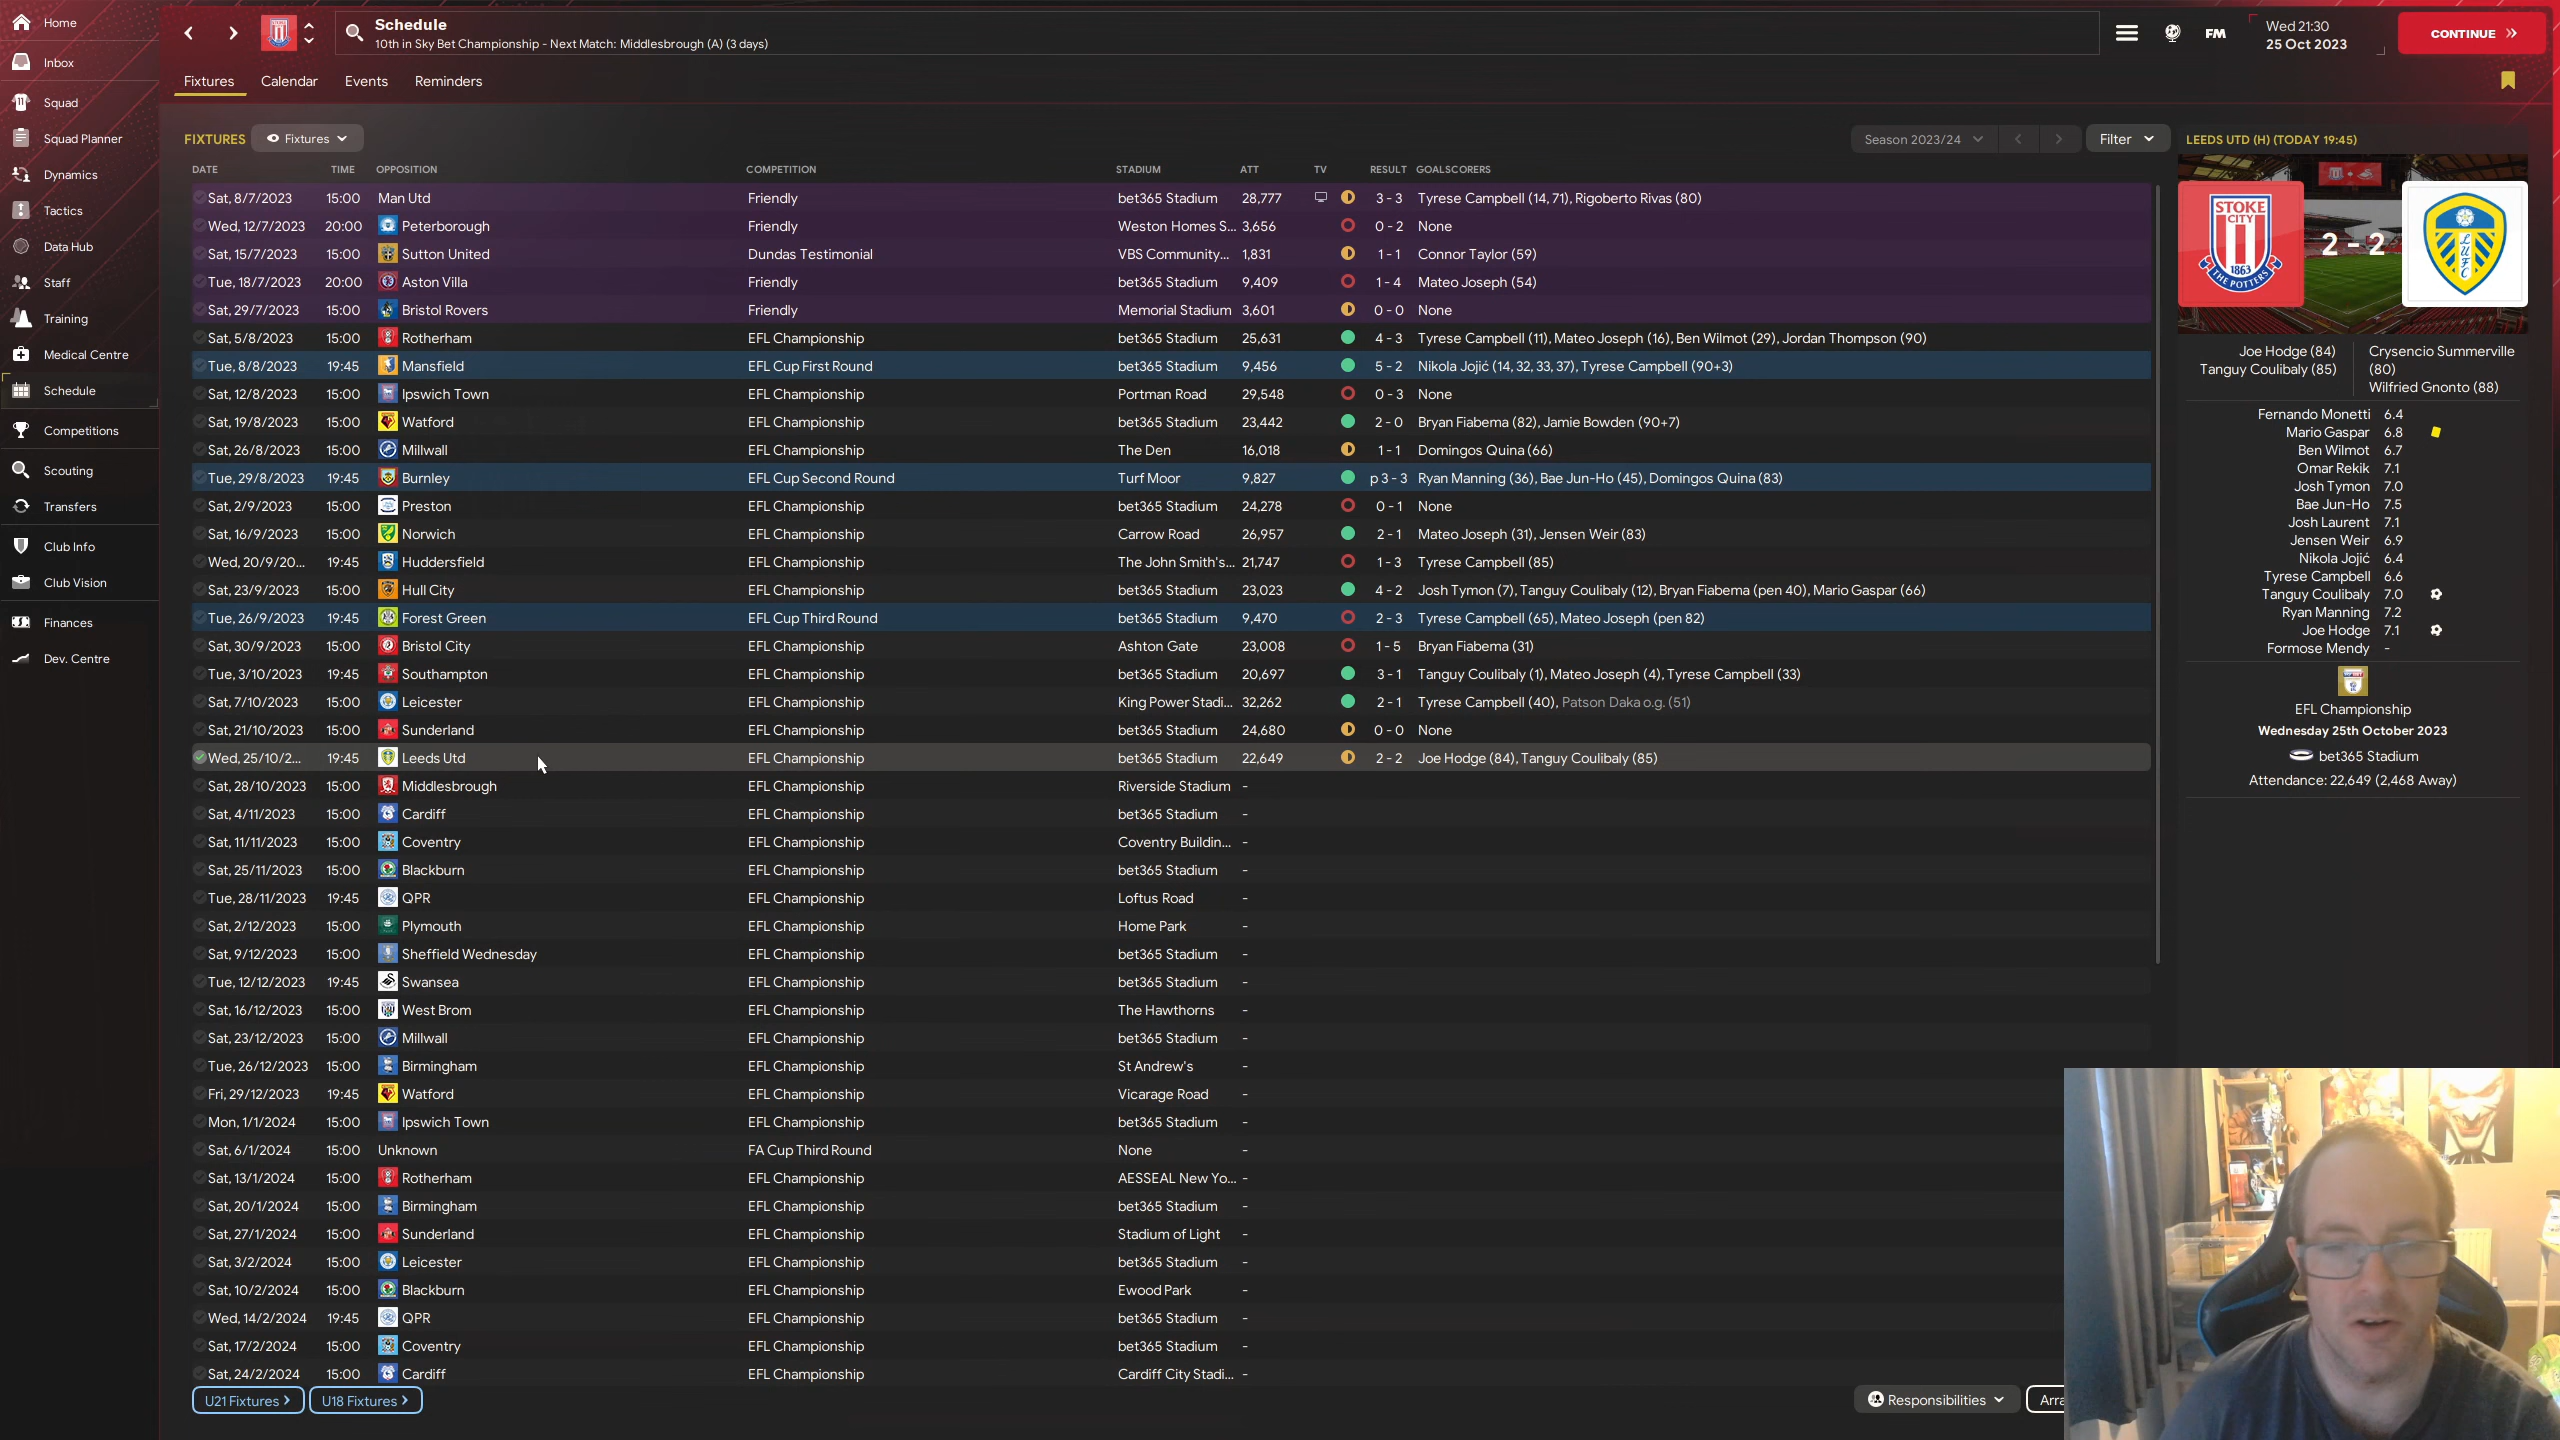 Home
Inbox
Squad
Squad Planner
Dynamics
Tactics
Data Hub
Staff
Training
Medical Centre
Schedule
Competitions
Scouting
Transfers
Club Info
Club Vision
Finances
Dev. Centre
Schedule
10th in Sky Bet Championship - Next Match: Middlesbrough (A) (3 days)
FM
Wed 21:30
25 Oct 2023
CONTINUE
Fixtures Calendar Events Reminders
FIXTURES Fixtures Season 2023/24 Filter
DATE TIME OPPOSITION COMPETITION STADIUM ATT TV RESULT GOALSCORERS
Sat, 8/7/2023 15:00 Man Utd Friendly bet365 Stadium 28,777 3 - 3 Tyrese Campbell (14, 71), Rigoberto Rivas (80)
Wed, 12/7/2023 20:00 Peterborough Friendly Weston Homes S... 3,656 0 - 2 None
Sat, 15/7/2023 15:00 Sutton United Dundas Testimonial VBS Community... 1,831 1 - 1 Connor Taylor (59)
Tue, 18/7/2023 20:00 Aston Villa Friendly bet365 Stadium 9,409 1 - 4 Mateo Joseph (54)
Sat, 29/7/2023 15:00 Bristol Rovers Friendly Memorial Stadium 3,601 0 - 0 None
Sat, 5/8/2023 15:00 Rotherham EFL Championship bet365 Stadium 25,631 4 - 3 Tyrese Campbell (11), Mateo Joseph (16), Ben Wilmot (29), Jordan Thompson (90)
Tue, 8/8/2023 19:45 Mansfield EFL Cup First Round bet365 Stadium 9,456 5 - 2 Nikola Jojić (14, 32, 33, 37), Tyrese Campbell (90+3)
Sat, 12/8/2023 15:00 Ipswich Town EFL Championship Portman Road 29,548 0 - 3 None
Sat, 19/8/2023 15:00 Watford EFL Championship bet365 Stadium 23,442 2 - 0 Bryan Fiabema (82), Jamie Bowden (90+7)
Sat, 26/8/2023 15:00 Millwall EFL Championship The Den 16,018 1 - 1 Domingos Quina (66)
Tue, 29/8/2023 19:45 Burnley EFL Cup Second Round Turf Moor 9,827 p 3 - 3 Ryan Manning (36), Bae Jun-Ho (45), Domingos Quina (83)
Sat, 2/9/2023 15:00 Preston EFL Championship bet365 Stadium 24,278 0 - 1 None
Sat, 16/9/2023 15:00 Norwich EFL Championship Carrow Road 26,957 2 - 1 Mateo Joseph (31), Jensen Weir (83)
Wed, 20/9/20... 19:45 Huddersfield EFL Championship The John Smith's... 21,747 1 - 3 Tyrese Campbell (85)
Sat, 23/9/2023 15:00 Hull City EFL Championship bet365 Stadium 23,023 4 - 2 Josh Tymon (7), Tanguy Coulibaly (12), Bryan Fiabema (pen 40), Mario Gaspar (66)
Tue, 26/9/2023 19:45 Forest Green EFL Cup Third Round bet365 Stadium 9,470 2 - 3 Tyrese Campbell (65), Mateo Joseph (pen 82)
Sat, 30/9/2023 15:00 Bristol City EFL Championship Ashton Gate 23,008 1 - 5 Bryan Fiabema (31)
Tue, 3/10/2023 19:45 Southampton EFL Championship bet365 Stadium 20,697 3 - 1 Tanguy Coulibaly (1), Mateo Joseph (4), Tyrese Campbell (33)
Sat, 7/10/2023 15:00 Leicester EFL Championship King Power Stadi... 32,262 2 - 1 Tyrese Campbell (40), Patson Daka o.g. (51)
Sat, 21/10/2023 15:00 Sunderland EFL Championship bet365 Stadium 24,680 0 - 0 None
Wed, 25/10/2... 19:45 Leeds Utd EFL Championship bet365 Stadium 22,649 2 - 2 Joe Hodge (84), Tanguy Coulibaly (85)
Sat, 28/10/2023 15:00 Middlesbrough EFL Championship Riverside Stadium -
Sat, 4/11/2023 15:00 Cardiff EFL Championship bet365 Stadium -
Sat, 11/11/2023 15:00 Coventry EFL Championship Coventry Buildin... -
Sat, 25/11/2023 15:00 Blackburn EFL Championship bet365 Stadium -
Tue, 28/11/2023 19:45 QPR EFL Championship Loftus Road -
Sat, 2/12/2023 15:00 Plymouth EFL Championship Home Park -
Sat, 9/12/2023 15:00 Sheffield Wednesday EFL Championship bet365 Stadium -
Tue, 12/12/2023 19:45 Swansea EFL Championship bet365 Stadium -
Sat, 16/12/2023 15:00 West Brom EFL Championship The Hawthorns -
Sat, 23/12/2023 15:00 Millwall EFL Championship bet365 Stadium -
Tue, 26/12/2023 15:00 Birmingham EFL Championship St Andrew's -
Fri, 29/12/2023 19:45 Watford EFL Championship Vicarage Road -
Mon, 1/1/2024 15:00 Ipswich Town EFL Championship bet365 Stadium -
Sat, 6/1/2024 15:00 Unknown FA Cup Third Round None -
Sat, 13/1/2024 15:00 Rotherham EFL Championship AESSEAL New Yo... -
Sat, 20/1/2024 15:00 Birmingham EFL Championship bet365 Stadium -
Sat, 27/1/2024 15:00 Sunderland EFL Championship Stadium of Light -
Sat, 3/2/2024 15:00 Leicester EFL Championship bet365 Stadium -
Sat, 10/2/2024 15:00 Blackburn EFL Championship Ewood Park -
Wed, 14/2/2024 19:45 QPR EFL Championship bet365 Stadium -
Sat, 17/2/2024 15:00 Coventry EFL Championship bet365 Stadium -
Sat, 24/2/2024 15:00 Cardiff EFL Championship Cardiff City Stadi... -
U21 Fixtures U18 Fixtures Responsibilities Arra
LEEDS UTD (H) (TODAY 19:45)
STOKE CITY
1863
THE POTTERS
2 - 2
LUFC
Joe Hodge (84)
Tanguy Coulibaly (85)
Crysencio Summerville (80)
Wilfried Gnonto (88)
Fernando Monetti 6.4
Mario Gaspar 6.8
Ben Wilmot 6.7
Omar Rekik 7.1
Josh Tymon 7.0
Bae Jun-Ho 7.5
Josh Laurent 7.1
Jensen Weir 6.9
Nikola Jojić 6.4
Tyrese Campbell 6.6
Tanguy Coulibaly 7.0
Ryan Manning 7.2
Joe Hodge 7.1
Formose Mendy -
EFL Championship
Wednesday 25th October 2023
bet365 Stadium
Attendance: 22,649 (2,468 Away)